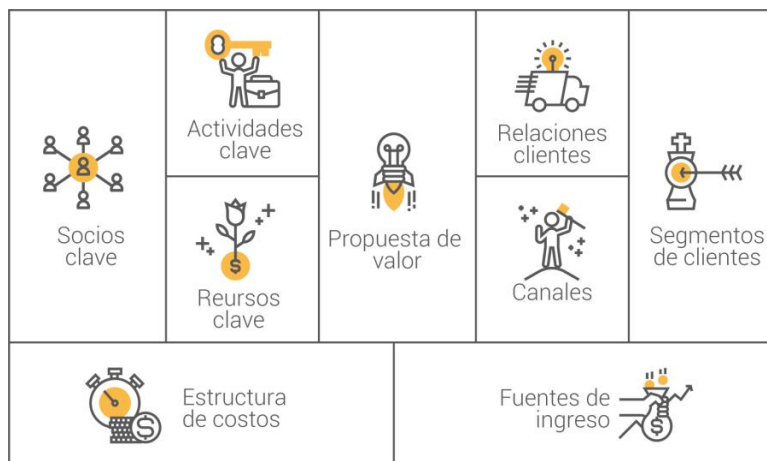 Socios
clave
Actividades
clave
Reursos
clave
Propuesta de
valor
Relaciones
clientes
Canales
Segmentos
de clientes
Estructura
de costos
Fuentes de
ingreso